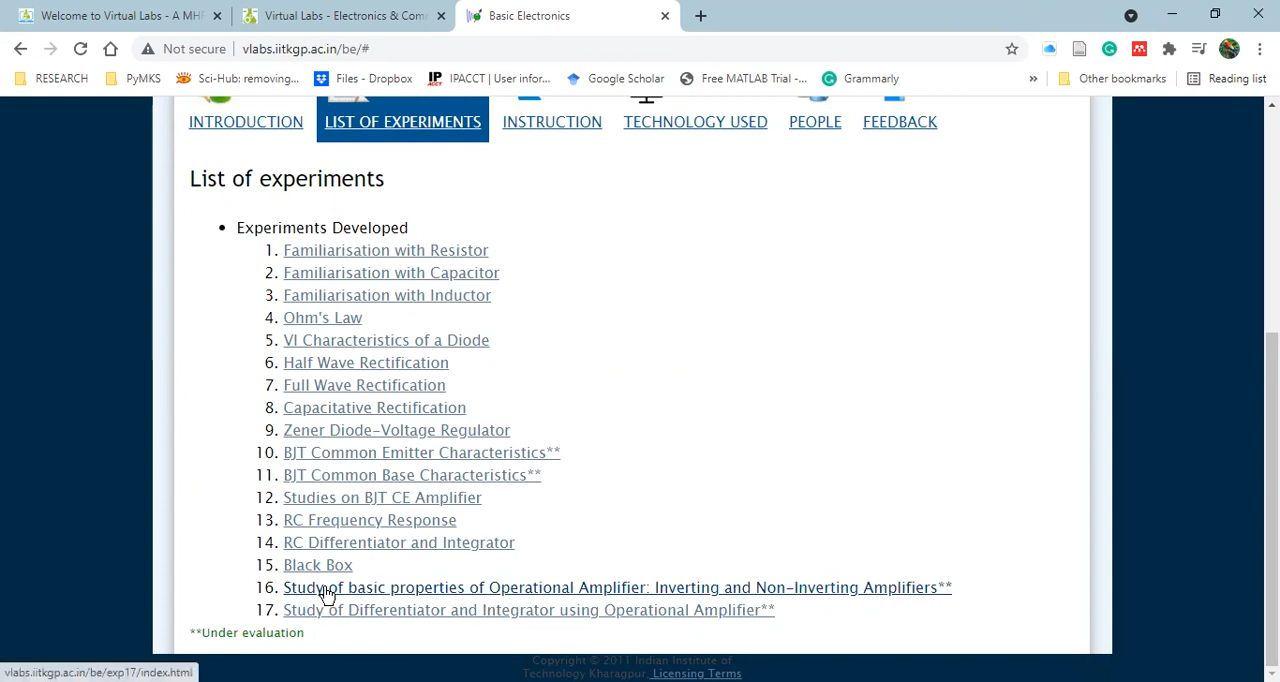 Welcome to Virtual Labs - A MHR
Virtual Labs - Electronics & Com
Basic Electronics
Not secure vlabs.iitkgp.ac.in/be/#
RESEARCH PyMKS Sci-Hub: removing... Files - Dropbox IPACCT | User infor... Google Scholar Free MATLAB Trial -... Grammarly » Other bookmarks Reading list
INTRODUCTION LIST OF EXPERIMENTS INSTRUCTION TECHNOLOGY USED PEOPLE FEEDBACK
List of experiments
Experiments Developed
1. Familiarisation with Resistor
2. Familiarisation with Capacitor
3. Familiarisation with Inductor
4. Ohm's Law
5. VI Characteristics of a Diode
6. Half Wave Rectification
7. Full Wave Rectification
8. Capacitative Rectification
9. Zener Diode-Voltage Regulator
10. BJT Common Emitter Characteristics**
11. BJT Common Base Characteristics**
12. Studies on BJT CE Amplifier
13. RC Frequency Response
14. RC Differentiator and Integrator
15. Black Box
16. Study of basic properties of Operational Amplifier: Inverting and Non-Inverting Amplifiers**
17. Study of Differentiator and Integrator using Operational Amplifier**
**Under evaluation
Copyright © 2011 Indian Institute of
Technology Kharagpur. Licensing Terms
vlabs.iitkgp.ac.in/be/exp17/index.html